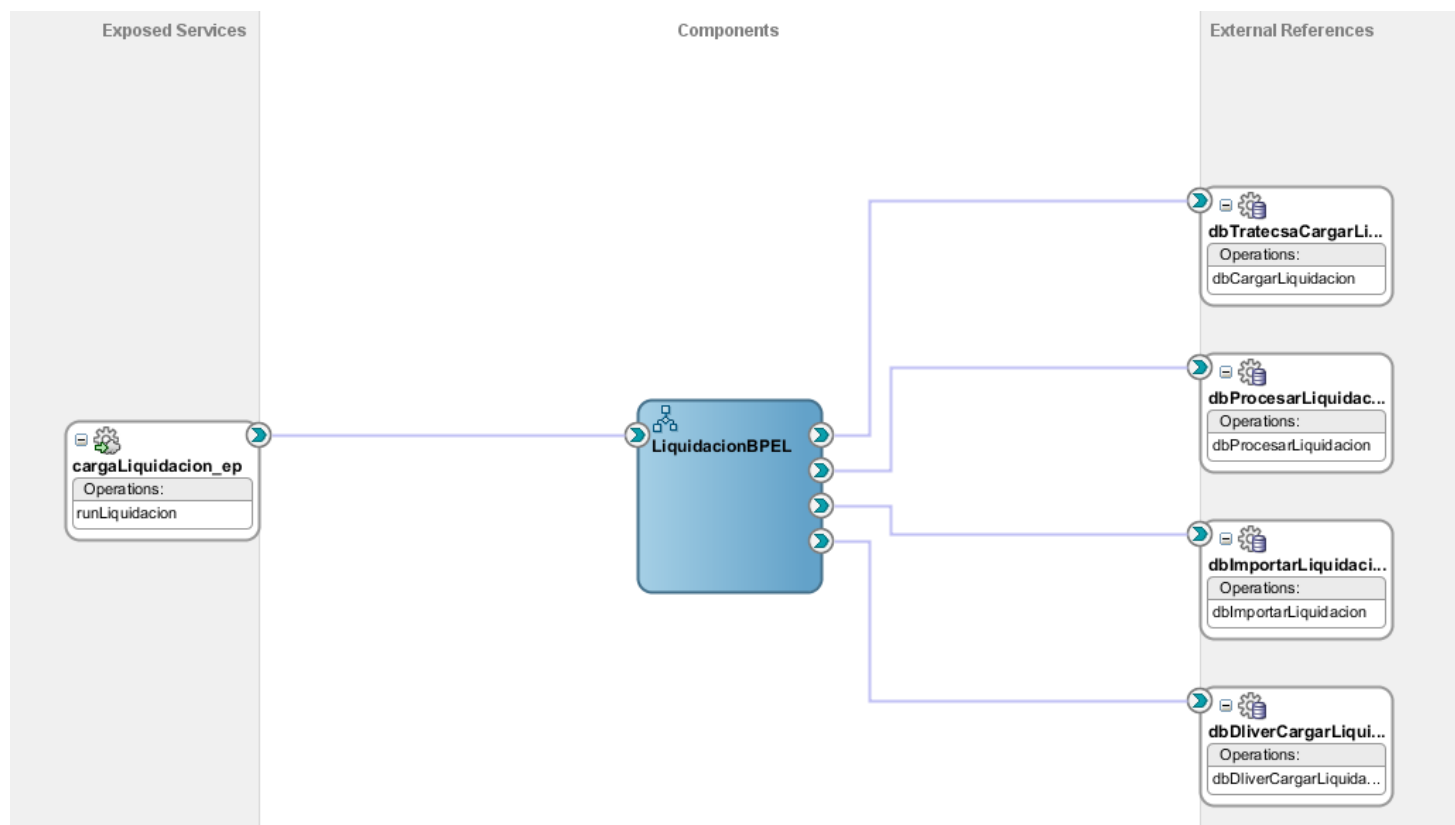 Exposed Services
Components
External References
cargaLiquidacion_ep
Operations:
runLiquidacion
LiquidacionBPEL
dbTratecsaCargarLi...
Operations:
dbCargarLiquidacion
dbProcesarLiquidac...
Operations:
dbProcesarLiquidacion
dbImportarLiquidaci...
Operations:
dbImportarLiquidacion
dbDliverCargarLiqui...
Operations:
dbDliverCargarLiquida...